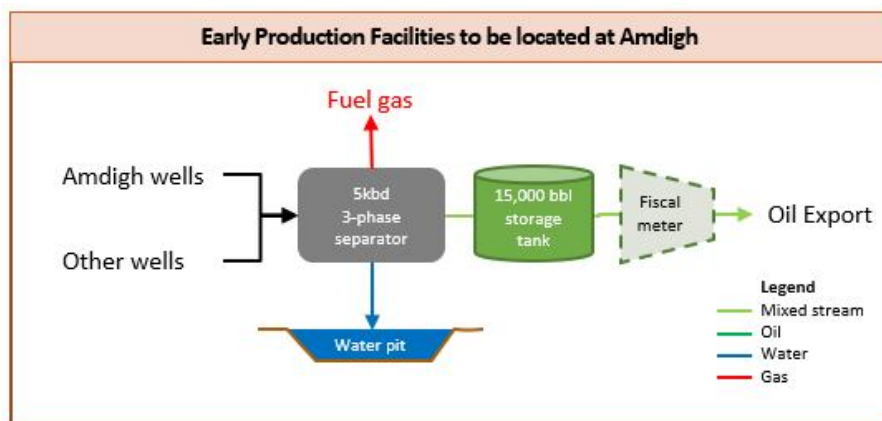 Early Production Facilities to be located at Amdigh
Fuel gas
Amdigh wells
Other wells
5kbd
3-phase
separator
15,000 bbl
storage
tank
Fiscal
meter
Oil Export
Water pit
Legend
Mixed stream
Oil
Water
Gas